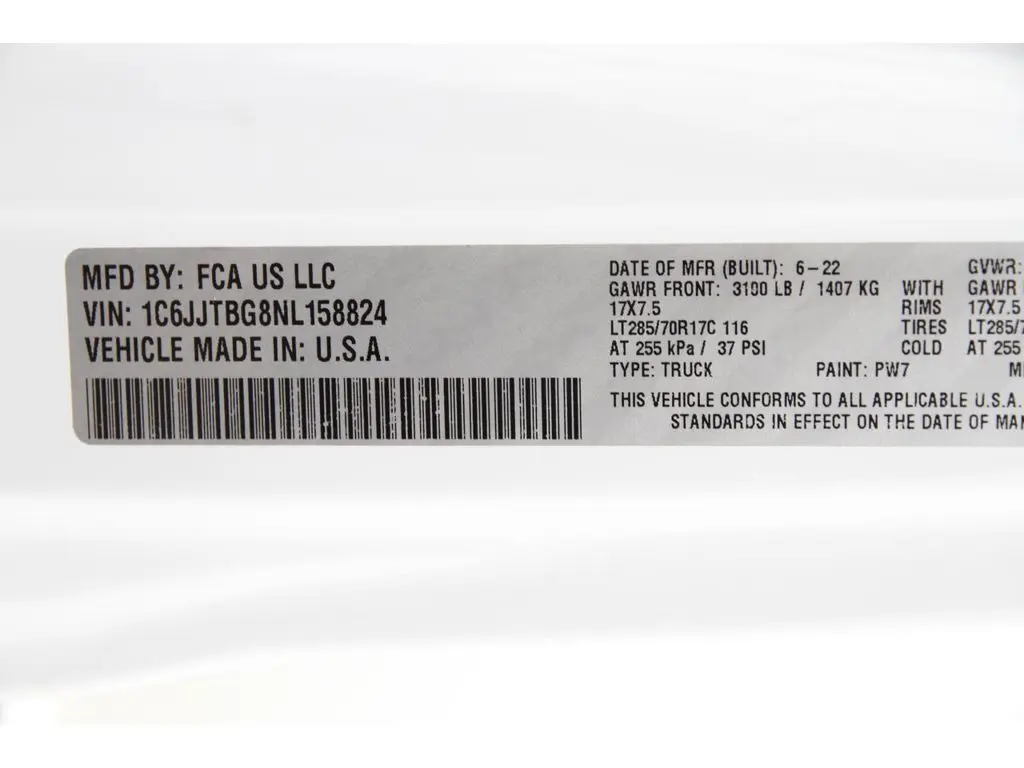 MFD BY: FCA US LLC
VIN: 1C6JJTBG8NL158824
VEHICLE MADE IN: U.S.A.
DATE OF MFR (BUILT): 6-22 GVWR:
GAWR FRONT: 3100 LB / 1407 KG WITH GAWR
17X7.5 RIMS 17X7.5
LT285/70R17C 116 TIRES LT285/7
AT 255 kPa / 37 PSI COLD AT 255
TYPE: TRUCK PAINT: PW7
THIS VEHICLE CONFORMS TO ALL APPLICABLE U.S.A.
STANDARDS IN EFFECT ON THE DATE OF MAN